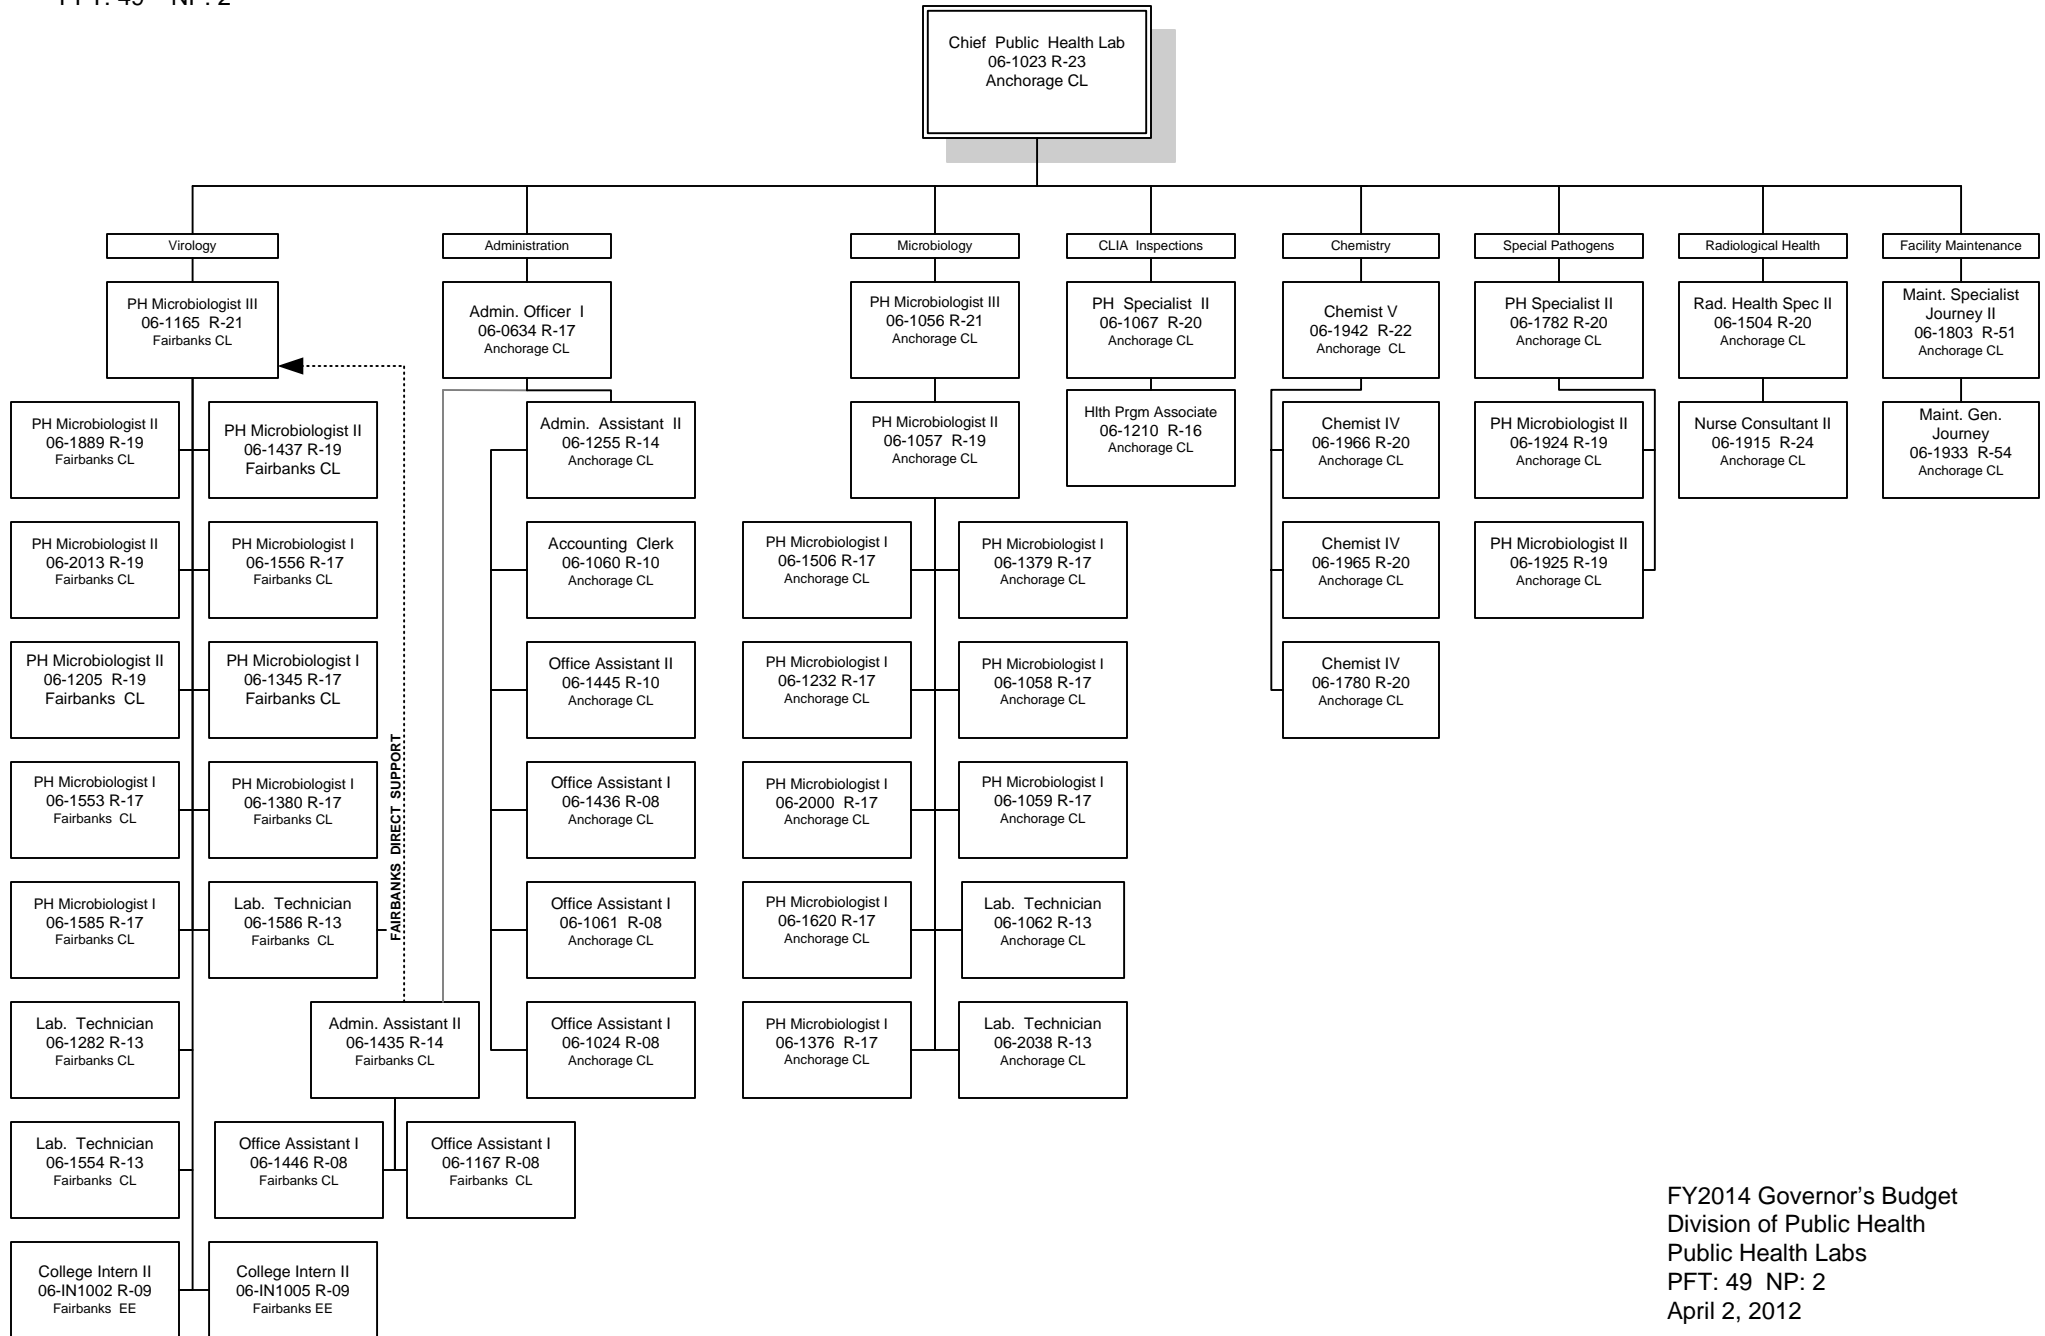 PFT: 49 NP: 2
Chief Public Health Lab
06-1023 R-23
Anchorage CL
Virology
Administration
Microbiology
CLIA Inspections
Chemistry
Special Pathogens
Radiological Health
Facility Maintenance
PH Microbiologist III
06-1165 R-21
Fairbanks CL
Admin. Officer I
06-0634 R-17
Anchorage CL
PH Microbiologist III
06-1056 R-21
Anchorage CL
PH Specialist II
06-1067 R-20
Anchorage CL
Chemist V
06-1942 R-22
Anchorage CL
PH Specialist II
06-1782 R-20
Anchorage CL
Rad. Health Spec II
06-1504 R-20
Anchorage CL
Maint. Specialist
Journey II
06-1803 R-51
Anchorage CL
PH Microbiologist II
06-1889 R-19
Fairbanks CL
PH Microbiologist II
06-1437 R-19
Fairbanks CL
Admin. Assistant II
06-1255 R-14
Anchorage CL
PH Microbiologist II
06-1057 R-19
Anchorage CL
Hlth Prgm Associate
06-1210 R-16
Anchorage CL
Chemist IV
06-1966 R-20
Anchorage CL
PH Microbiologist II
06-1924 R-19
Anchorage CL
Nurse Consultant II
06-1915 R-24
Anchorage CL
Maint. Gen.
Journey
06-1933 R-54
Anchorage CL
PH Microbiologist II
06-2013 R-19
Fairbanks CL
PH Microbiologist I
06-1556 R-17
Fairbanks CL
Accounting Clerk
06-1060 R-10
Anchorage CL
PH Microbiologist I
06-1506 R-17
Anchorage CL
PH Microbiologist I
06-1379 R-17
Anchorage CL
Chemist IV
06-1965 R-20
Anchorage CL
PH Microbiologist II
06-1925 R-19
Anchorage CL
PH Microbiologist II
06-1205 R-19
Fairbanks CL
PH Microbiologist I
06-1345 R-17
Fairbanks CL
Office Assistant II
06-1445 R-10
Anchorage CL
PH Microbiologist I
06-1232 R-17
Anchorage CL
PH Microbiologist I
06-1058 R-17
Anchorage CL
Chemist IV
06-1780 R-20
Anchorage CL
PH Microbiologist I
06-1553 R-17
Fairbanks CL
PH Microbiologist I
06-1380 R-17
Fairbanks CL
FAIRBANKS DIRECT SUPPORT
Office Assistant I
06-1436 R-08
Anchorage CL
PH Microbiologist I
06-2000 R-17
Anchorage CL
PH Microbiologist I
06-1059 R-17
Anchorage CL
PH Microbiologist I
06-1585 R-17
Fairbanks CL
Lab. Technician
06-1586 R-13
Fairbanks CL
Office Assistant I
06-1061 R-08
Anchorage CL
PH Microbiologist I
06-1620 R-17
Anchorage CL
Lab. Technician
06-1062 R-13
Anchorage CL
Lab. Technician
06-1282 R-13
Fairbanks CL
Admin. Assistant II
06-1435 R-14
Fairbanks CL
Office Assistant I
06-1024 R-08
Anchorage CL
PH Microbiologist I
06-1376 R-17
Anchorage CL
Lab. Technician
06-2038 R-13
Anchorage CL
Lab. Technician
06-1554 R-13
Fairbanks CL
Office Assistant I
06-1446 R-08
Fairbanks CL
Office Assistant I
06-1167 R-08
Fairbanks CL
College Intern II
06-IN1002 R-09
Fairbanks EE
College Intern II
06-IN1005 R-09
Fairbanks EE
FY2014 Governor's Budget
Division of Public Health
Public Health Labs
PFT: 49 NP: 2
April 2, 2012